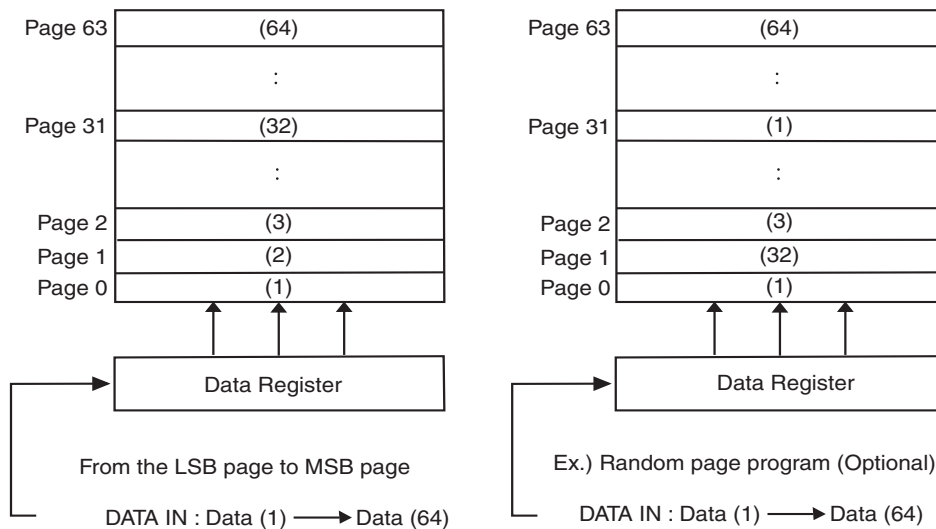 Page 63 (64)
:
Page 31 (32)
:
Page 2 (3)
Page 1 (2)
Page 0 (1)
Data Register
From the LSB page to MSB page
DATA IN : Data (1) Data (64)
Page 63 (64)
:
Page 31 (1)
:
Page 2 (3)
Page 1 (32)
Page 0 (1)
Data Register
Ex.) Random page program (Optional)
DATA IN : Data (1) Data (64)